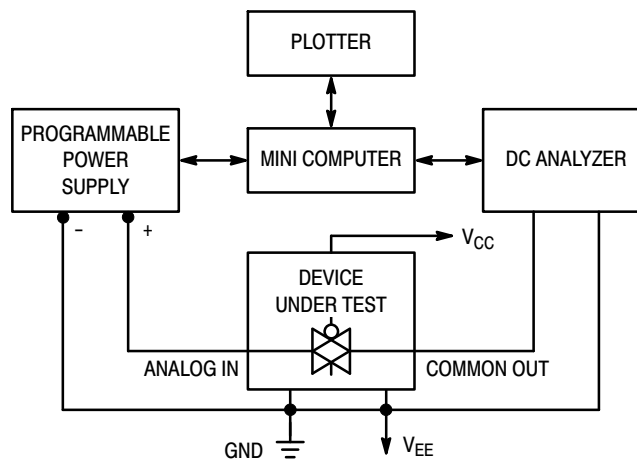 PLOTTER
PROGRAMMABLE
POWER
SUPPLY
MINI COMPUTER
DC ANALYZER
– +
VCC
DEVICE
UNDER TEST
ANALOG IN
COMMON OUT
GND
VEE